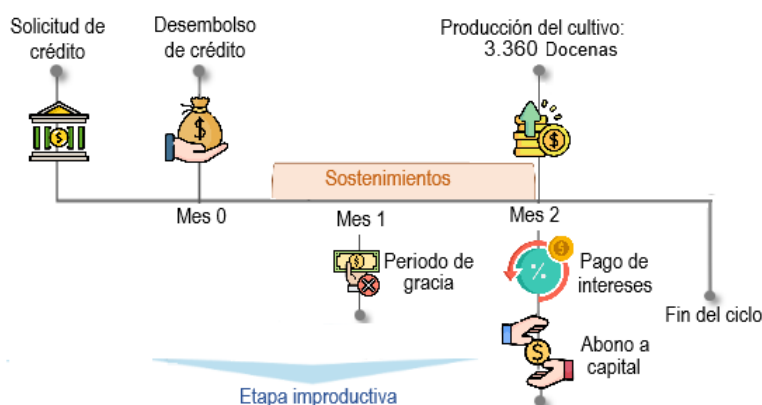 Solicitud de
crédito
Desembolso
de crédito
Producción del cultivo:
3.360 Docenas
Sostenimientos
Mes 0
Mes 1
Mes 2
Periodo de
gracia
Pago de
intereses
Fin del ciclo
Abono a
capital
Etapa improductiva